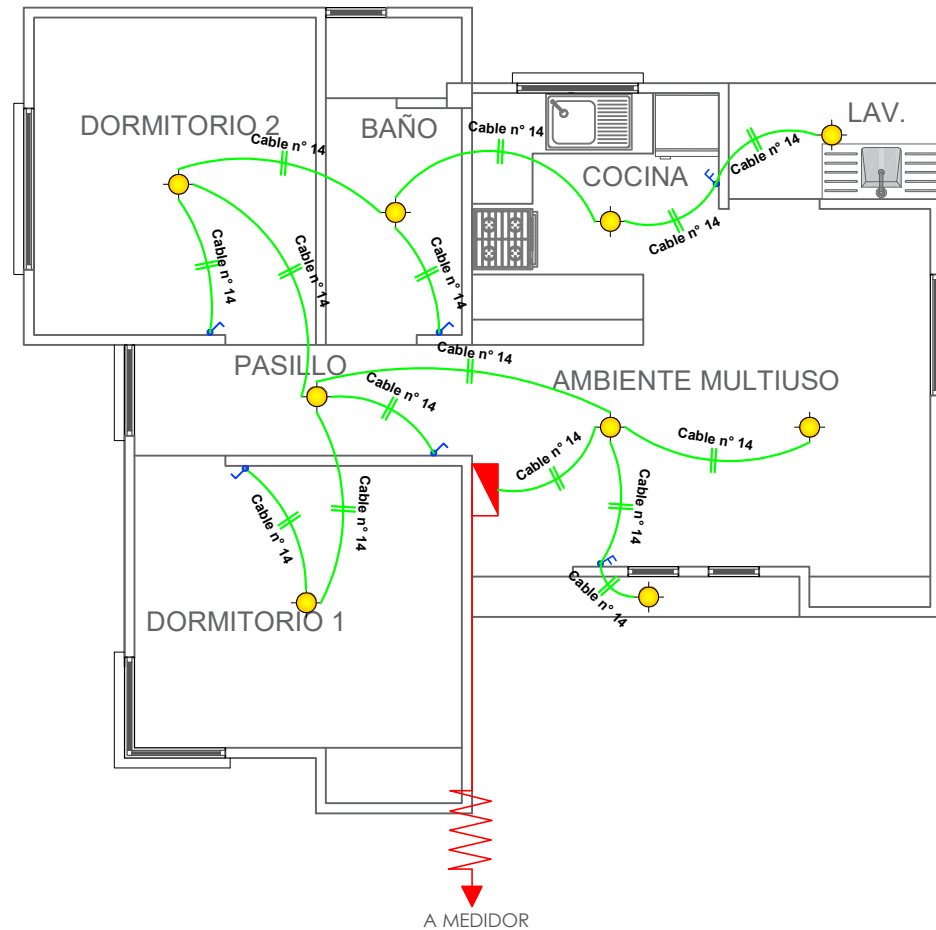 LAV.
DORMITORIO 2
BAÑO
Cable n° 14
Cable n° 14
Cable n° 14
COCINA
Cable n° 14
Cable n° 14
Cable n° 14
Cable n° 14
Cable n° 14
PASILLO
Cable n° 14
Cable n° 14
AMBIENTE MULTIUSO
Cable n° 14
Cable n° 14
Cable n° 14
Cable n° 14
Cable n° 14
Cable n° 14
DORMITORIO 1
A MEDIDOR